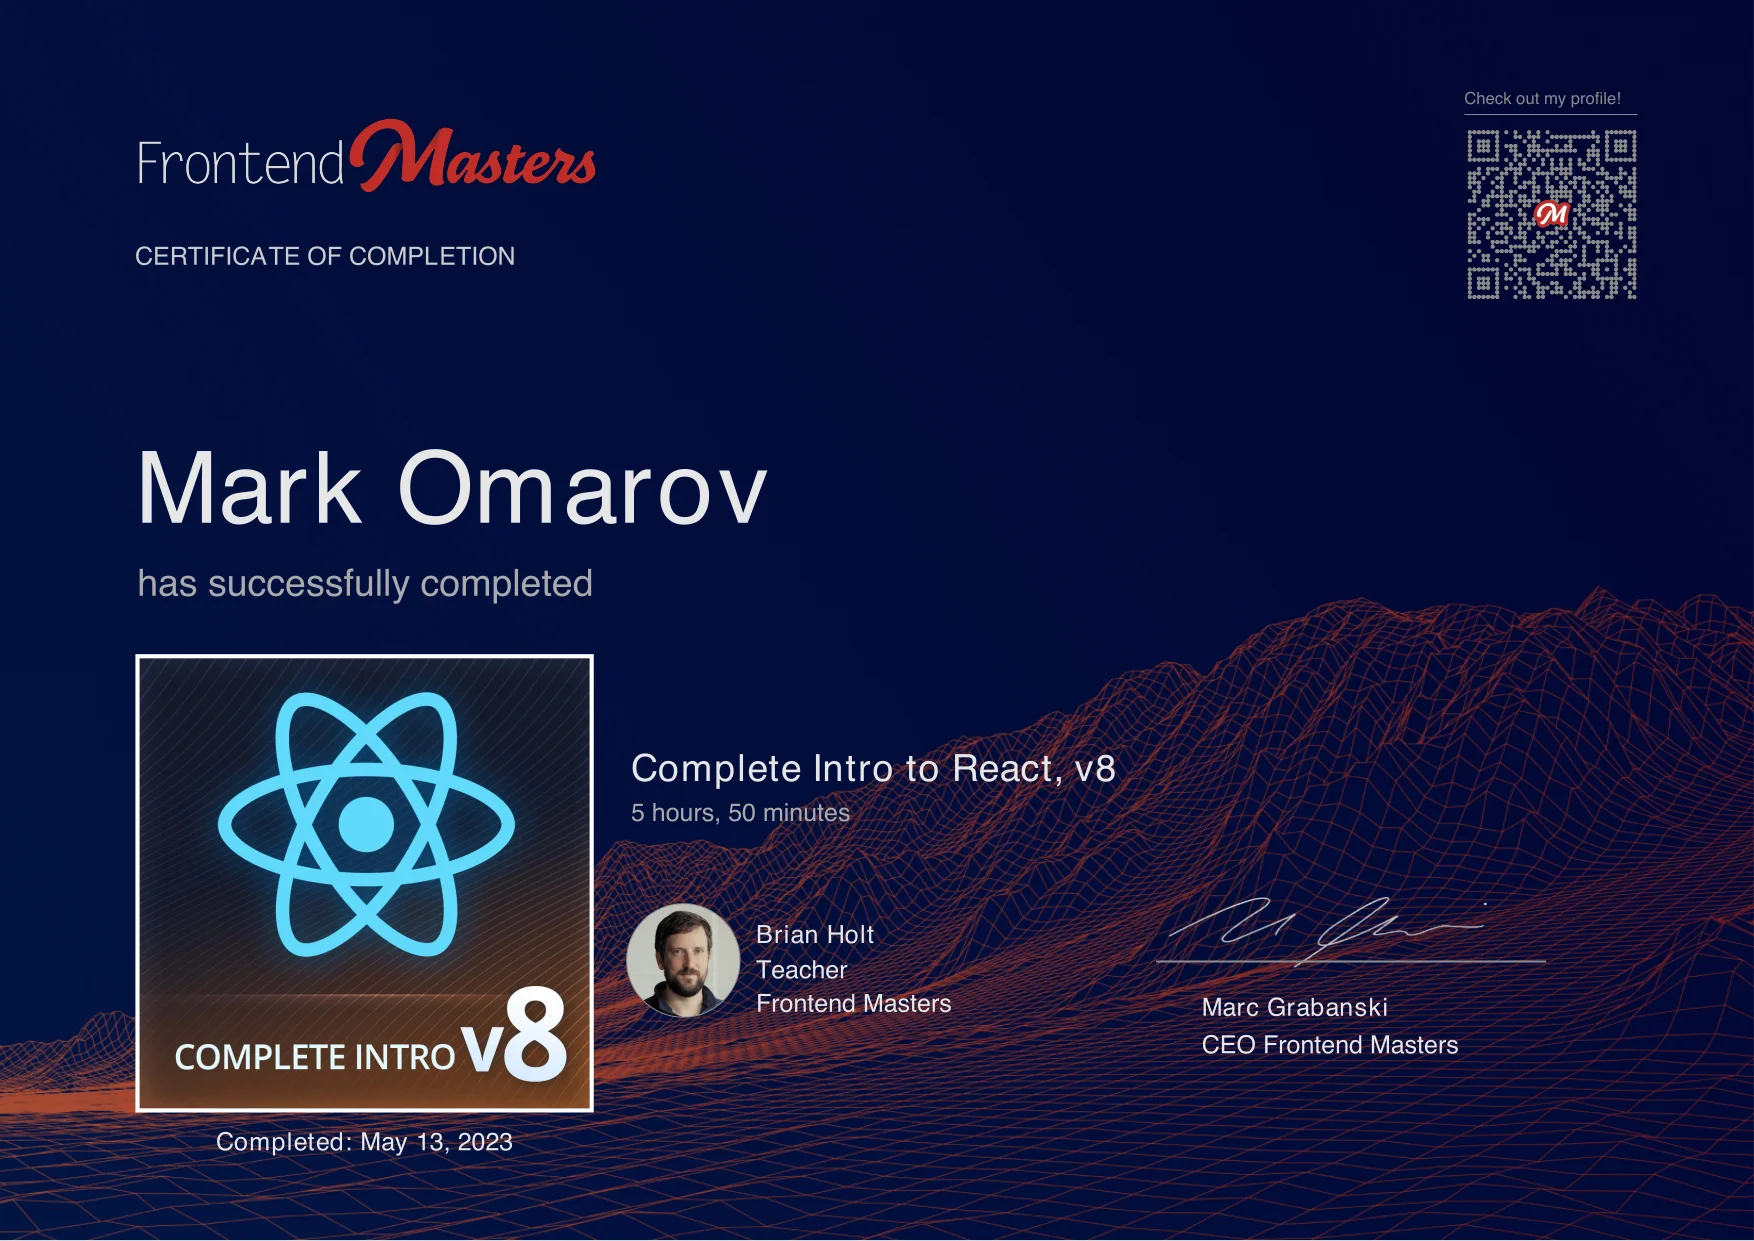 Check out my profile!
Frontend Masters
M
CERTIFICATE OF COMPLETION
Mark Omarov
has successfully completed
COMPLETE INTRO v8
Completed: May 13, 2023
Complete Intro to React, v8
5 hours, 50 minutes
Brian Holt
Teacher
Frontend Masters
Marc Grabanski
CEO Frontend Masters